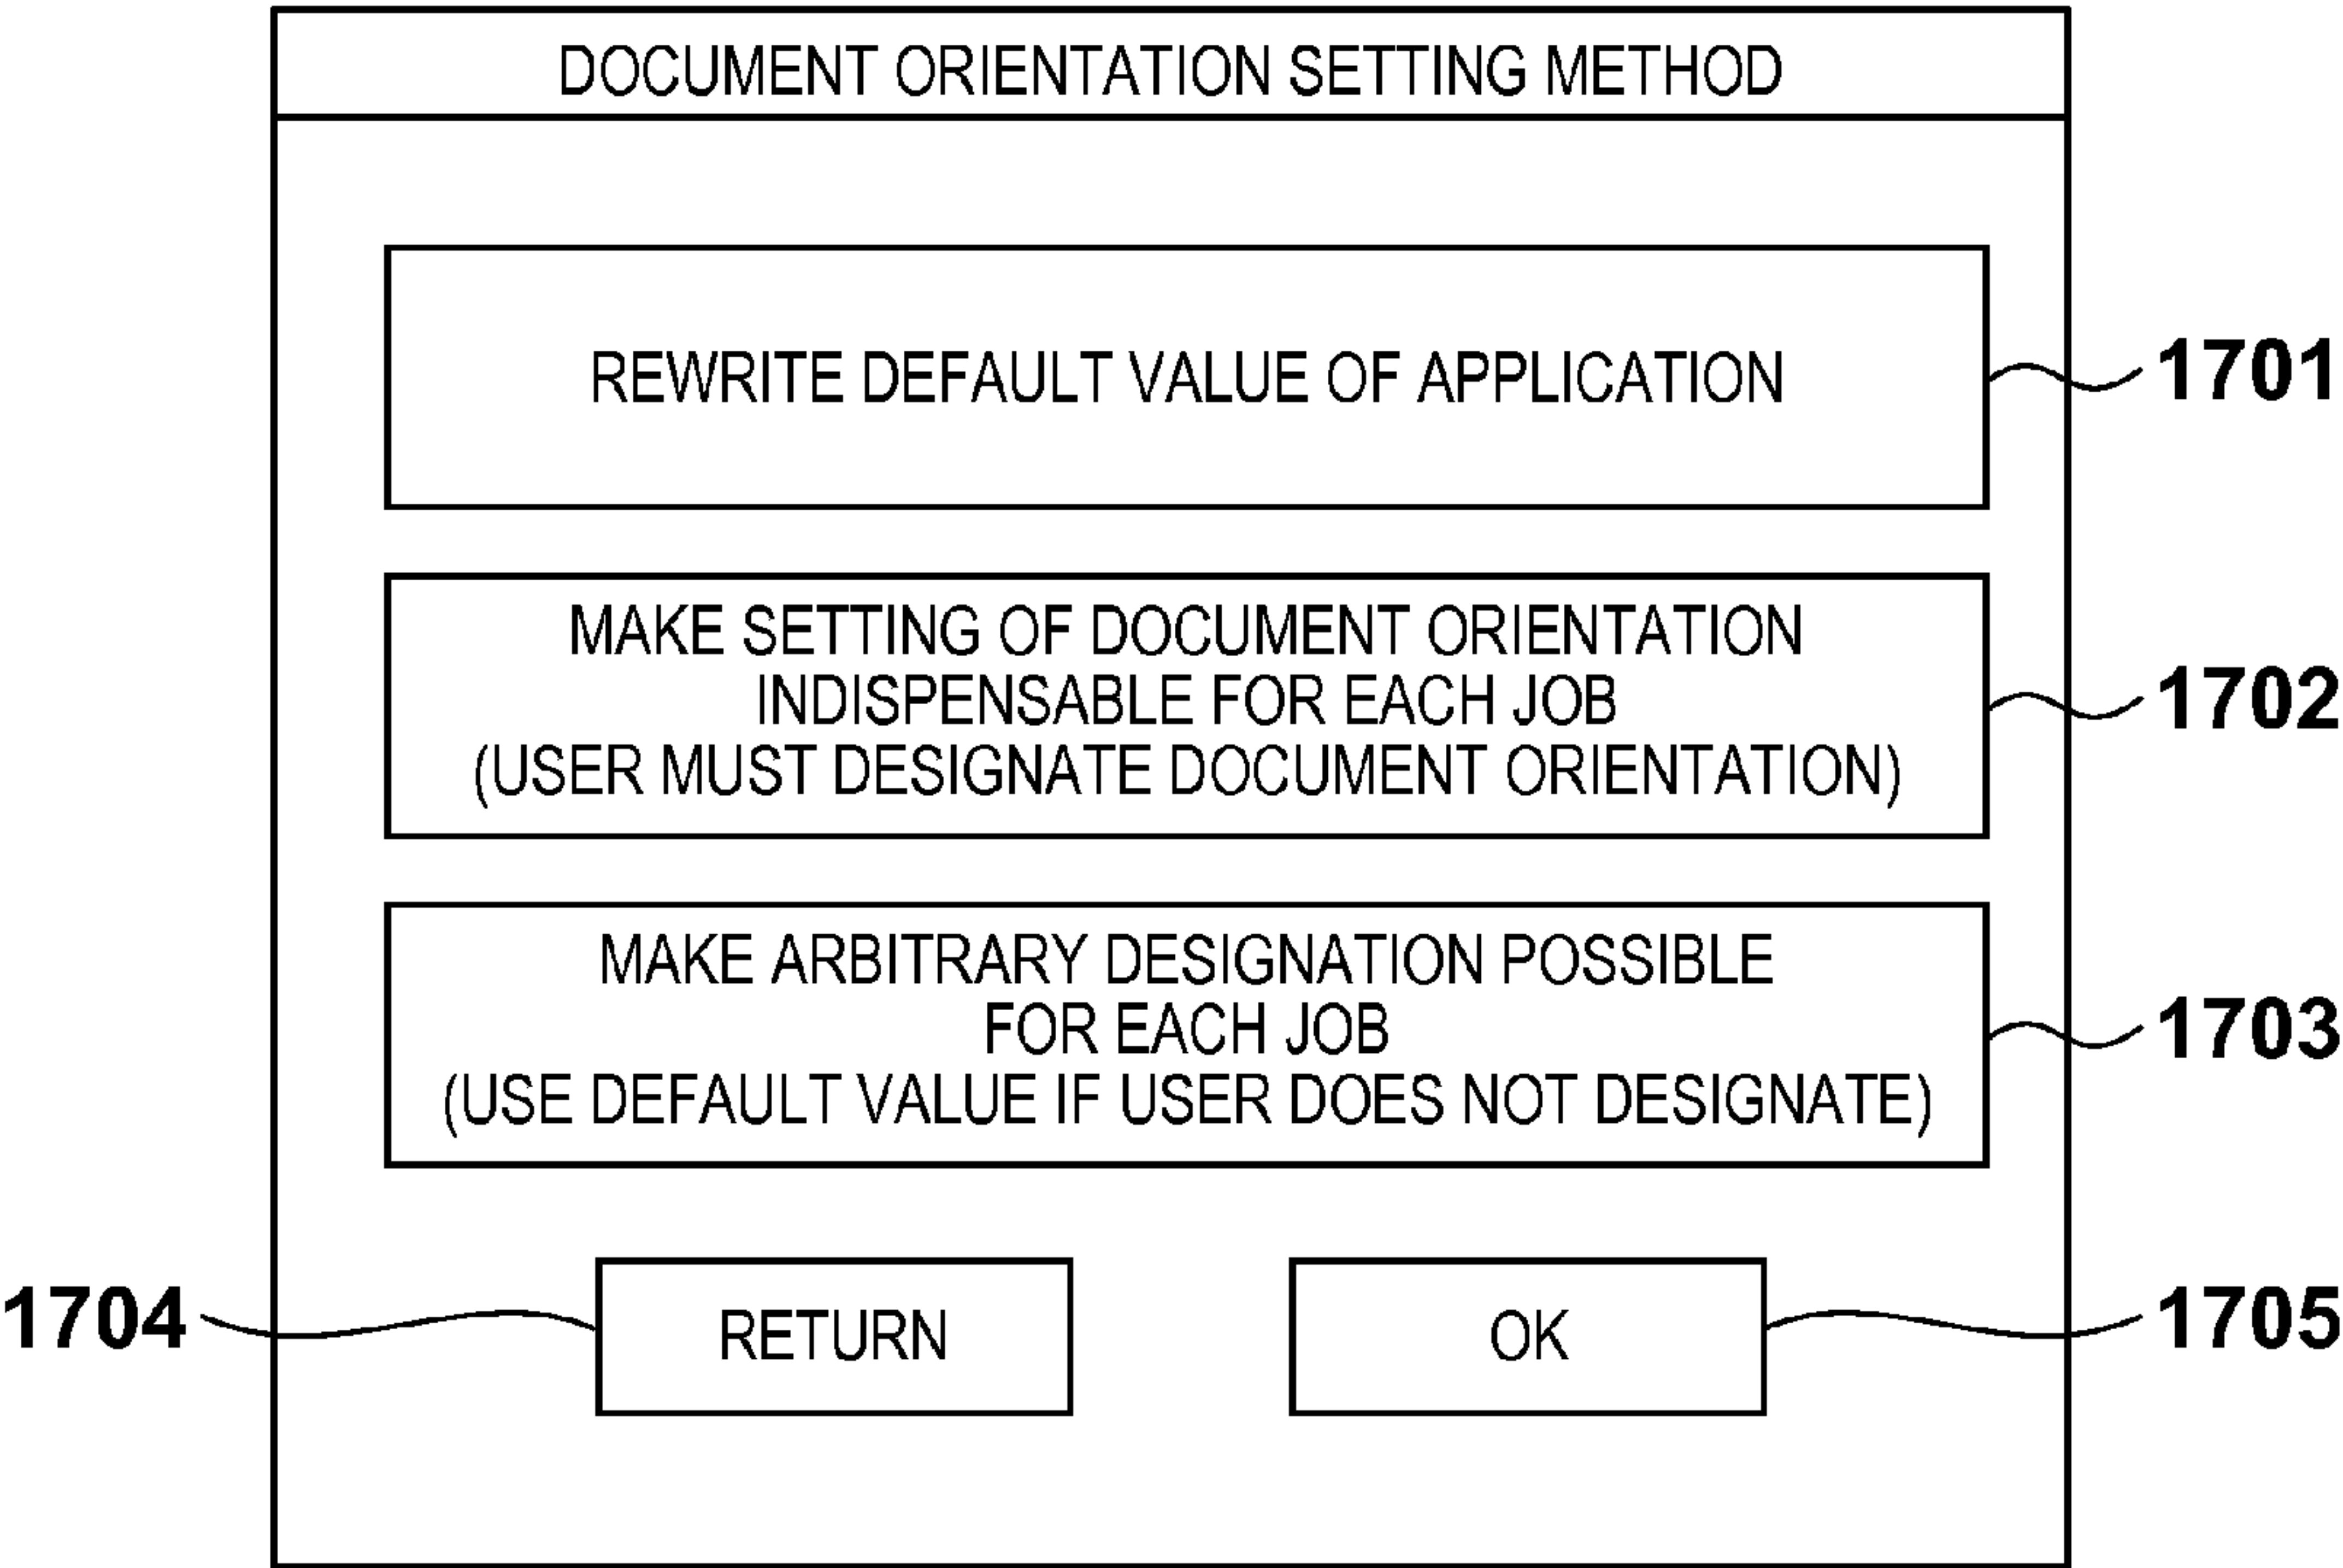 DOCUMENT ORIENTATION SETTING METHOD
REWRITE DEFAULT VALUE OF APPLICATION
1701
MAKE SETTING OF DOCUMENT ORIENTATION
INDISPENSABLE FOR EACH JOB
(USER MUST DESIGNATE DOCUMENT ORIENTATION)
1702
MAKE ARBITRARY DESIGNATION POSSIBLE
FOR EACH JOB
(USE DEFAULT VALUE IF USER DOES NOT DESIGNATE)
1703
1704
RETURN
OK
1705